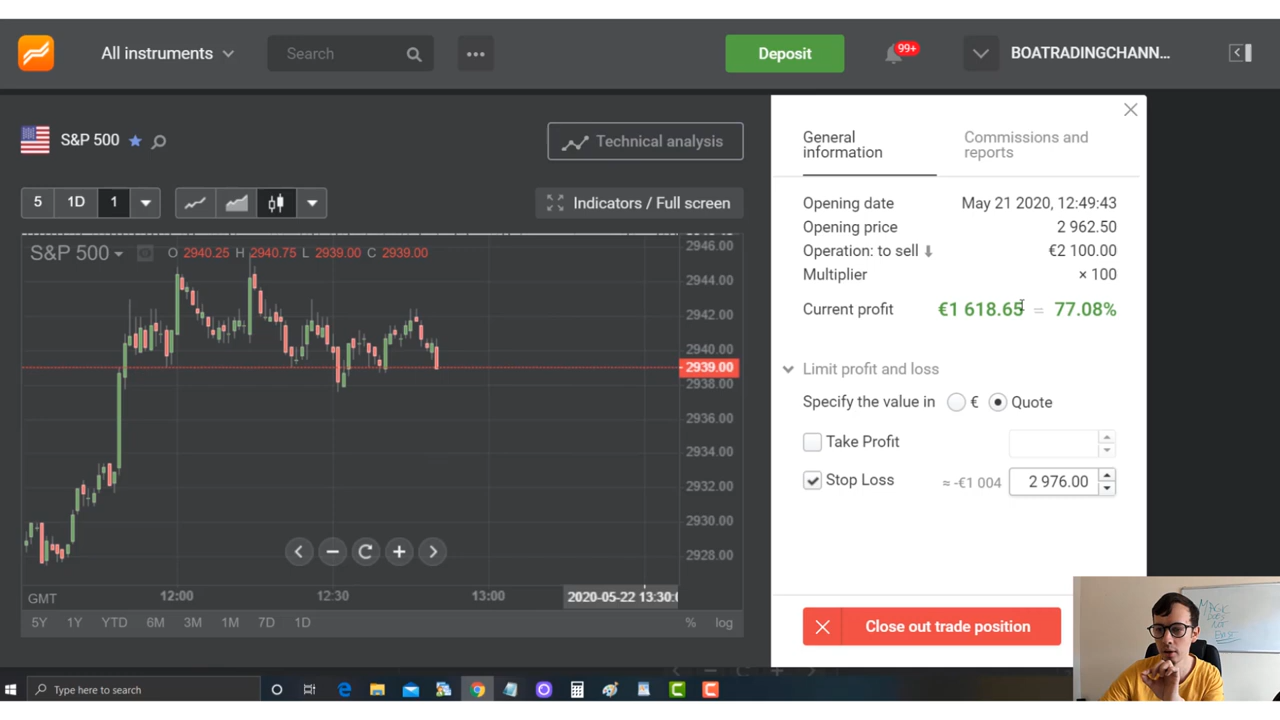 All instruments
Search
•••
Deposit
99+
BOATRADINGCHANN...
S&P 500
Technical analysis
5 1D 1
Indicators / Full screen
S&P 500 O 2940.25 H 2940.75 L 2939.00 C 2939.00
2946.00
2944.00
2942.00
2940.00
2939.00
2938.00
2936.00
2934.00
2932.00
2930.00
2928.00
GMT 12:00 12:30 13:00 2020-05-22 13:30:0
5Y 1Y YTD 6M 3M 1M 7D 1D % log
General information
Commissions and reports
Opening date May 21 2020, 12:49:43
Opening price 2 962.50
Operation: to sell €2 100.00
Multiplier × 100
Current profit €1 618.65 = 77.08%
Limit profit and loss
Specify the value in € Quote
Take Profit
Stop Loss ≈ -€1 004 2 976.00
Close out trade position
MAGIC
DOES
NOT
Type here to search